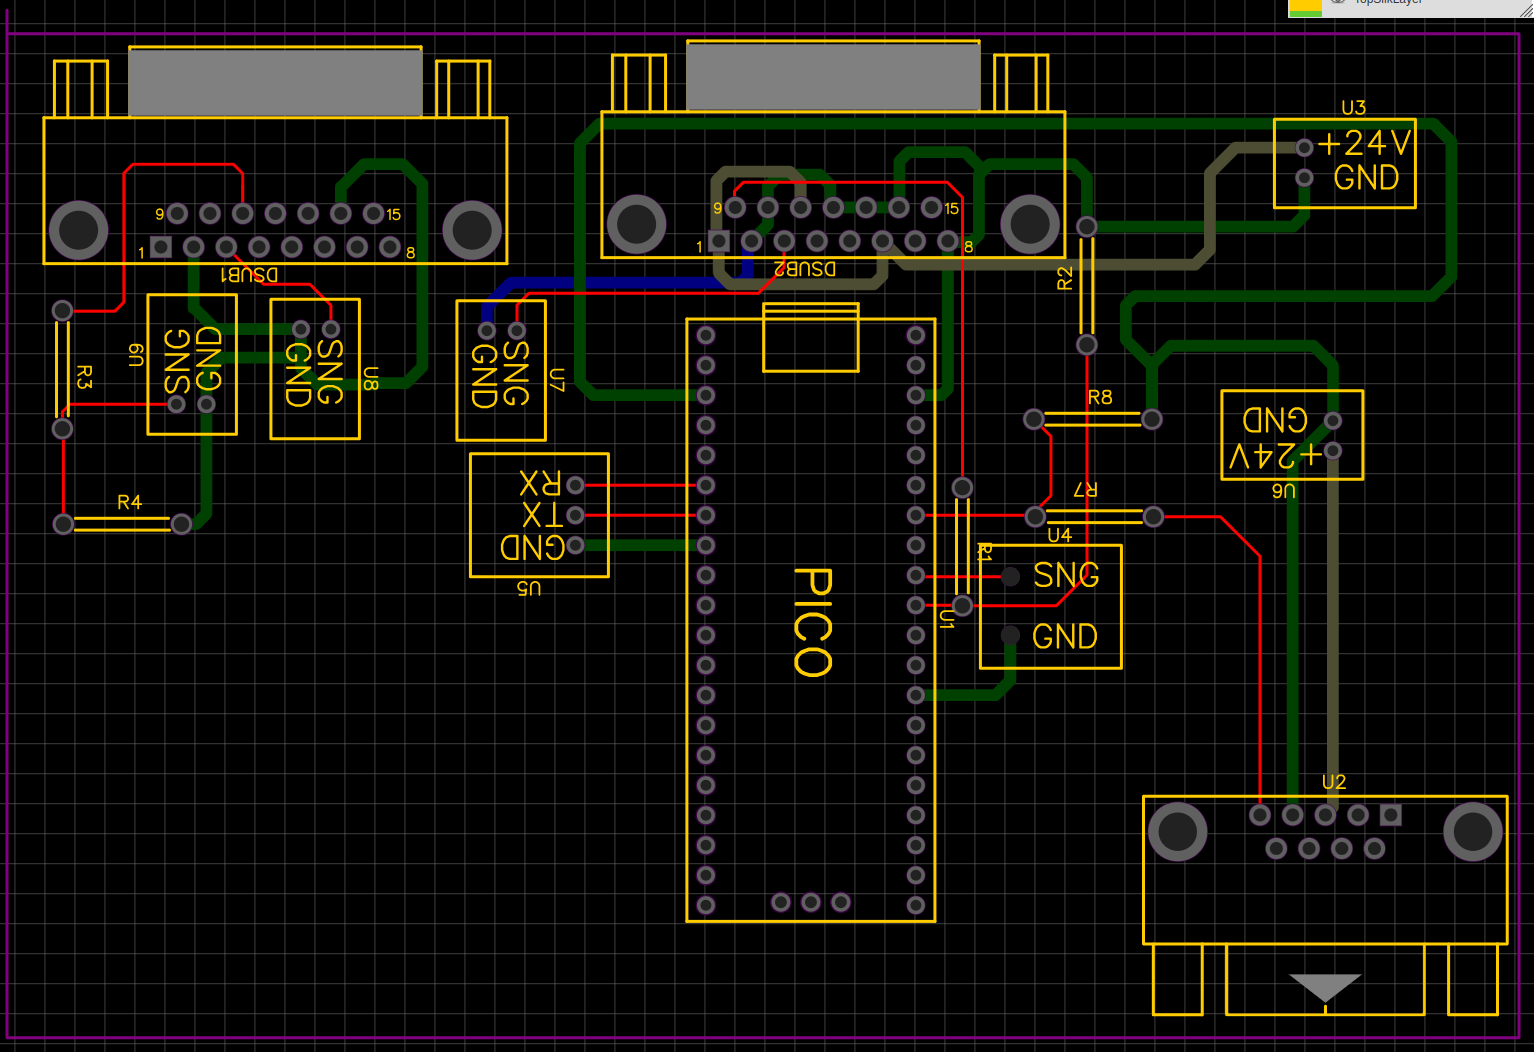 TopSilkLayer
U3
+24V
GND
9
15
1
8
DSUB1
9
15
1
8
DSUB2
R2
U9
SNG
GND
R3
GND
SNG
U8
GND
SNG
U7
R8
GND
+24V
U6
R4
RX
TX
GND
U5
R7
U4
R1
SNG
GND
U1
PICO
U2